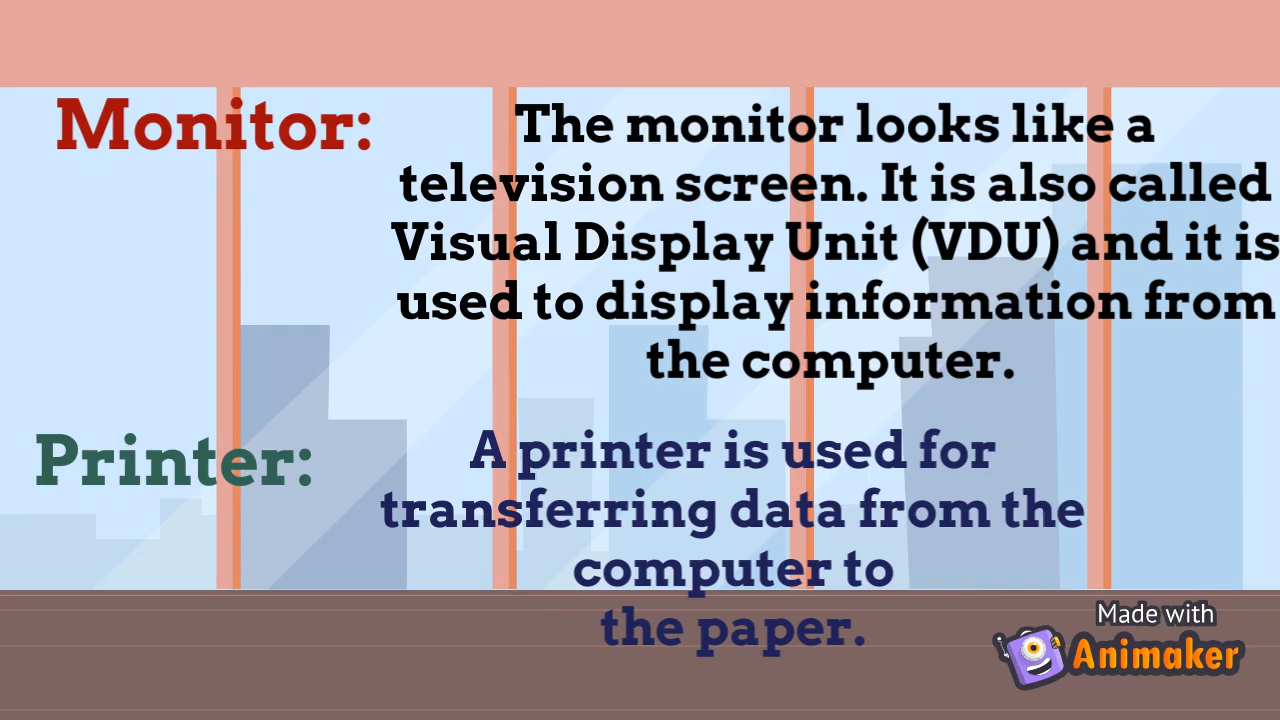 Monitor:
The monitor looks like a
television screen. It is also called
Visual Display Unit (VDU) and it is
used to display information from
the computer.
Printer:
A printer is used for
transferring data from the
computer to
the paper.
Made with
Animaker